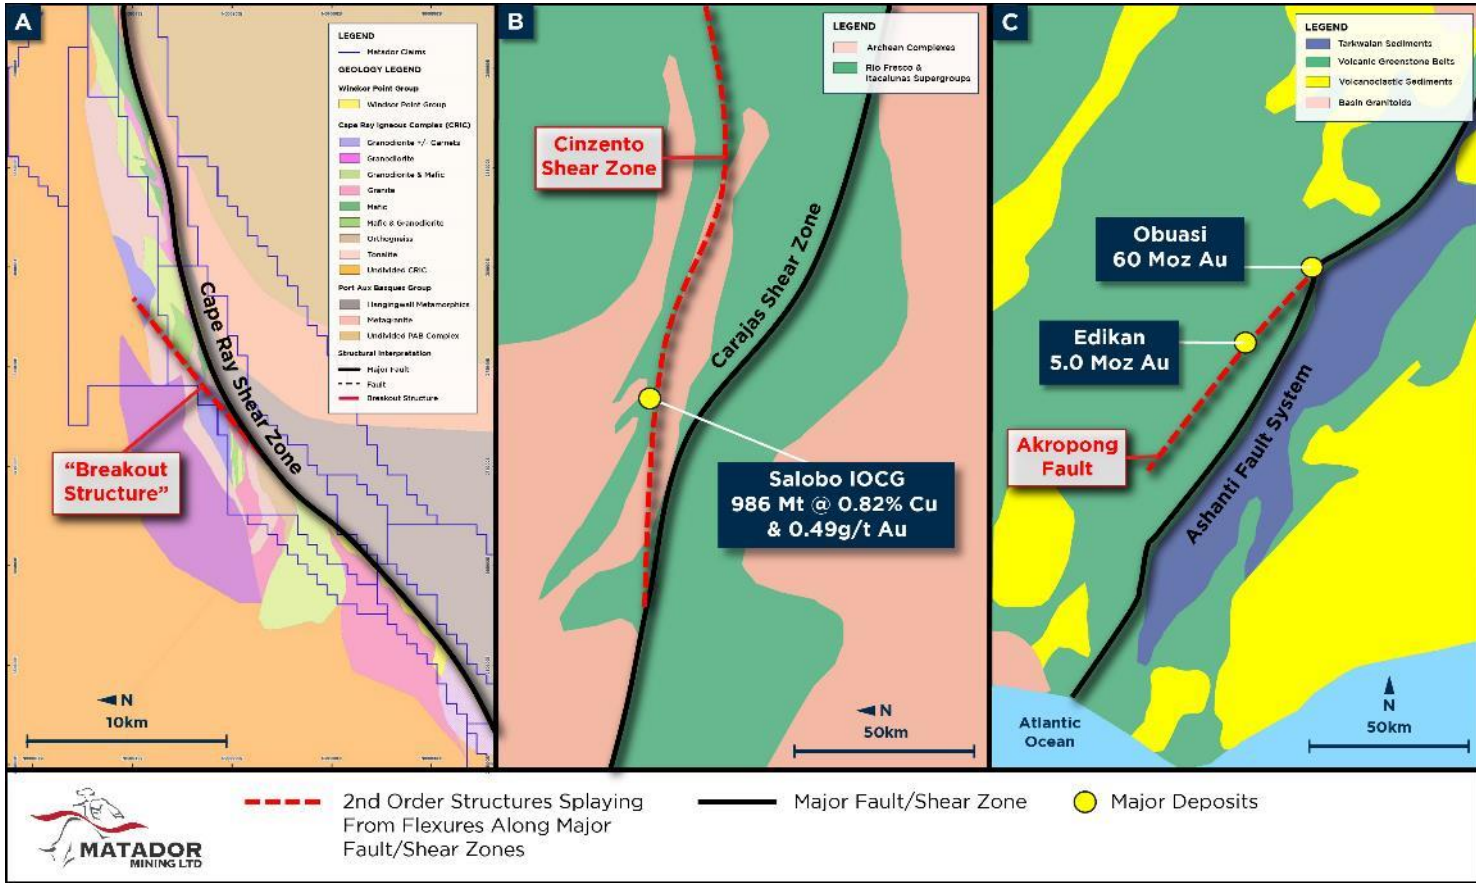 A
LEGEND
Matador Claims
GEOLOGY LEGEND
Windsor Point Group
Windsor Point Group
Cape Ray Igneous Complex (CRIC)
Granodiorite +/- Garnets
Granodiorite
Granodiorite & Mafic
Granite
Mafic
Mafic & Granodiorite
Orthogneiss
Tonalite
Undivided CRIC
Port Aux Basques Group
Hangingwall Metamorphics
Metagranite
Undivided PAB Complex
Structural Interpretation
Major Fault
Fault
Breakout Structure
Cape Ray Shear Zone
"Breakout
Structure"
N
10km
B
LEGEND
Archean Complexes
Rio Fresco &
Itacaiunas Supergroups
Cinzento
Shear Zone
Carajas Shear Zone
Salobo IOCG
986 Mt @ 0.82% Cu
& 0.49g/t Au
N
50km
C
LEGEND
Tarkwaian Sediments
Volcanic Greenstone Belts
Volcanoclastic Sediments
Basin Granitoids
Obuasi
60 Moz Au
Edikan
5.0 Moz Au
Akropong
Fault
Ashanti Fault System
Atlantic
Ocean
N
50km
MATADOR
MINING LTD
2nd Order Structures Splaying
From Flexures Along Major
Fault/Shear Zones
Major Fault/Shear Zone
Major Deposits